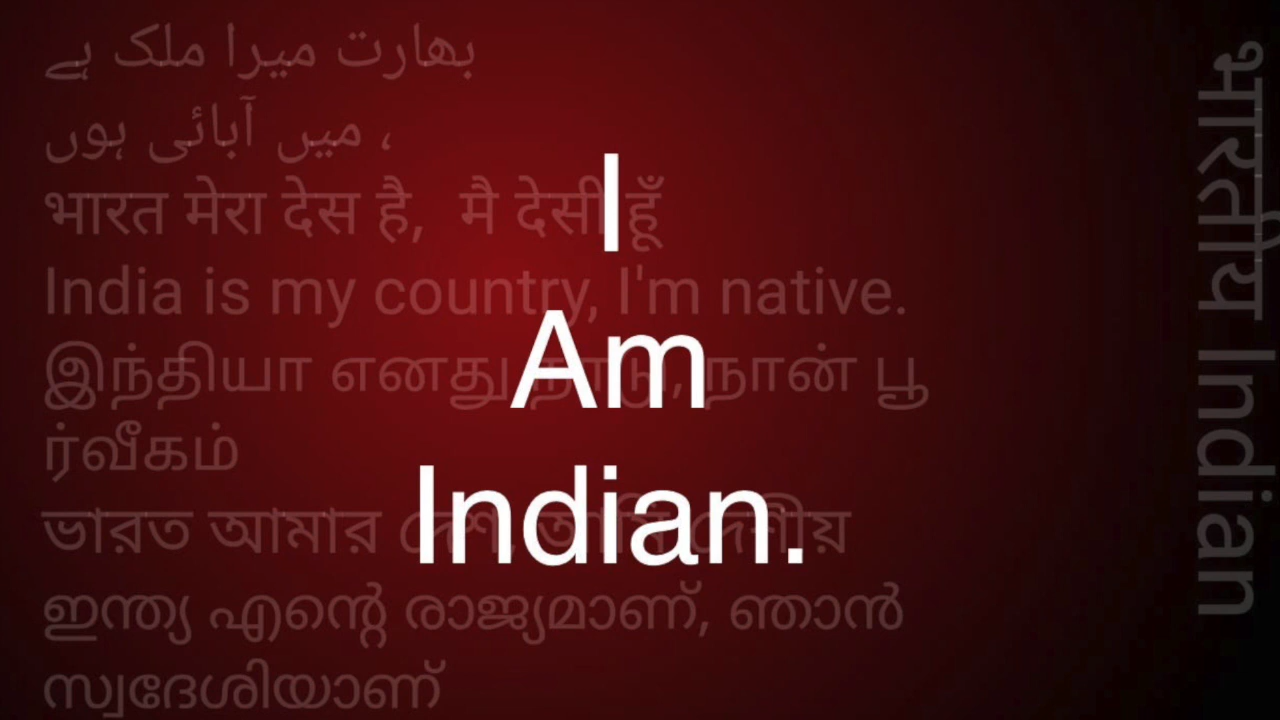 بھارت میرا ملک ہے
، میں آبائی ہوں
भारत मेरा देस है, मै देसी हूँ
India is my country, I'm native.
இந்தியா எனது நாடு, நான் பூ
ர்வீகம்
ভারত আমার দেশ, আমি দেশীয়
ഇന്ത്യ എന്റെ രാജ്യമാണ്, ഞാൻ
സ്വദേശിയാണ്
I
Am
Indian.
भारतीय Indian